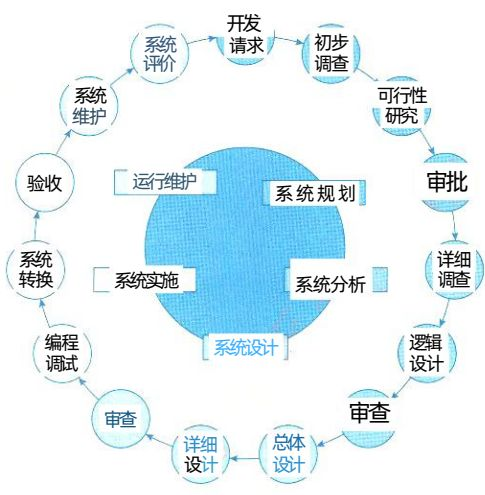 开发
请求
初步
调查
可行性
研究
审批
详细
调查
逻辑
设计
审查
总体
设计
详细
设计
审查
编程
调试
系统
转换
验收
系统
维护
系统
评价
运行维护
系统规划
系统实施
系统分析
系统设计